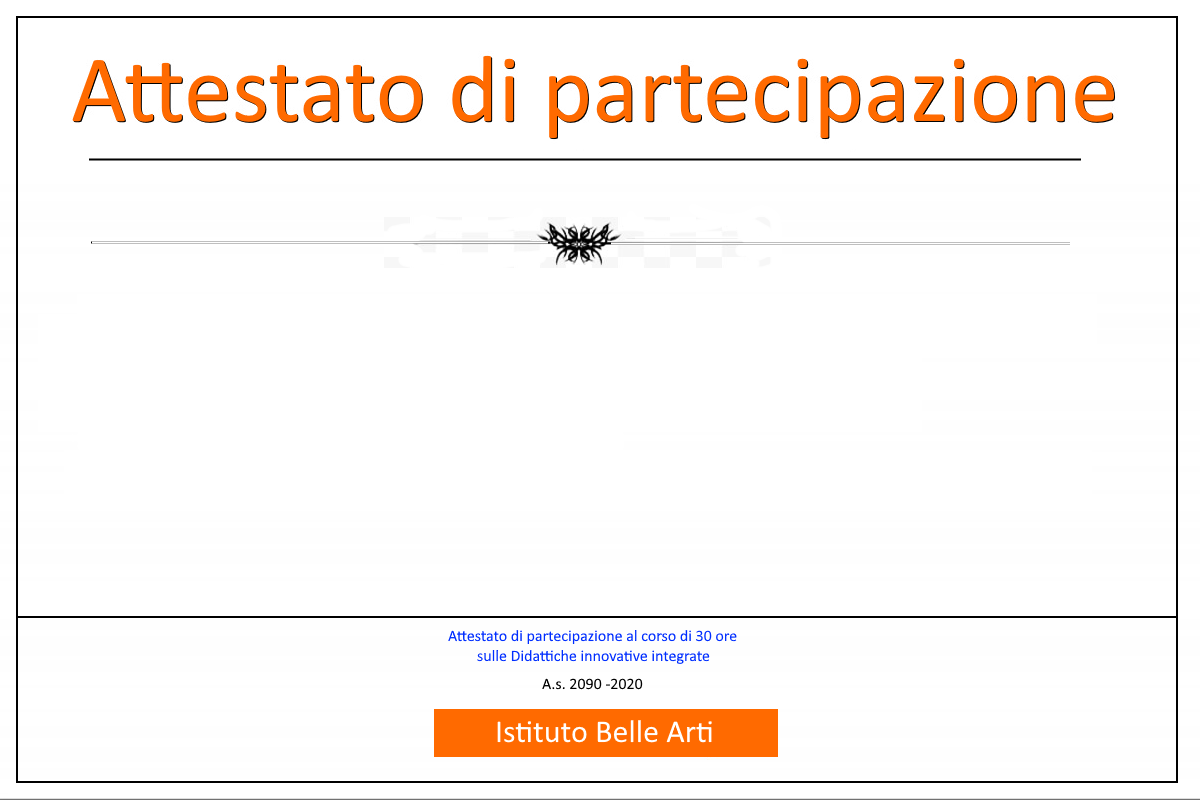 Attestato di partecipazione
Attestato di partecipazione al corso di 30 ore
sulle Didattiche innovative integrate
A.s. 2090 -2020
Istituto Belle Arti